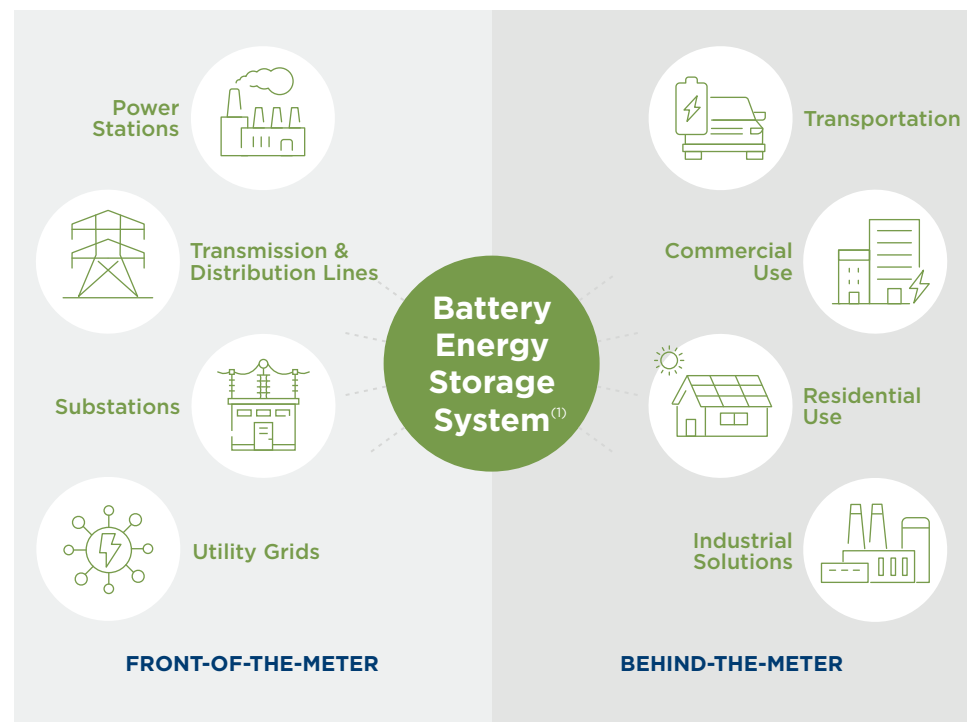 Power
Stations
Transmission &
Distribution Lines
Substations
Utility Grids
FRONT-OF-THE-METER
Battery
Energy
Storage
System(1)
Transportation
Commercial
Use
Residential
Use
Industrial
Solutions
BEHIND-THE-METER